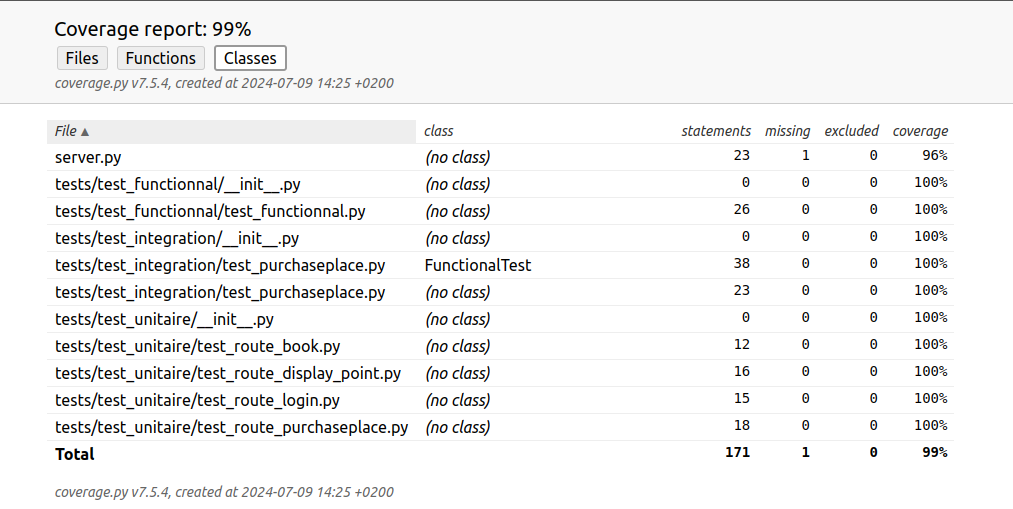 Coverage report: 99%
Files Functions Classes
coverage.py v7.5.4, created at 2024-07-09 14:25 +0200
File ▲ class statements missing excluded coverage
server.py (no class) 23 1 0 96%
tests/test_functionnal/__init__.py (no class) 0 0 0 100%
tests/test_functionnal/test_functionnal.py (no class) 26 0 0 100%
tests/test_integration/__init__.py (no class) 0 0 0 100%
tests/test_integration/test_purchaseplace.py FunctionalTest 38 0 0 100%
tests/test_integration/test_purchaseplace.py (no class) 23 0 0 100%
tests/test_unitaire/__init__.py (no class) 0 0 0 100%
tests/test_unitaire/test_route_book.py (no class) 12 0 0 100%
tests/test_unitaire/test_route_display_point.py (no class) 16 0 0 100%
tests/test_unitaire/test_route_login.py (no class) 15 0 0 100%
tests/test_unitaire/test_route_purchaseplace.py (no class) 18 0 0 100%
Total 171 1 0 99%
coverage.py v7.5.4, created at 2024-07-09 14:25 +0200